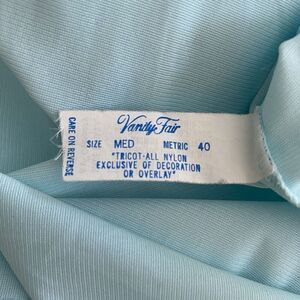 Vanity Fair
SIZE MED METRIC 40
"TRICOT-ALL NYLON
EXCLUSIVE OF DECORATION
OR OVERLAY"
CARE ON REVERSE